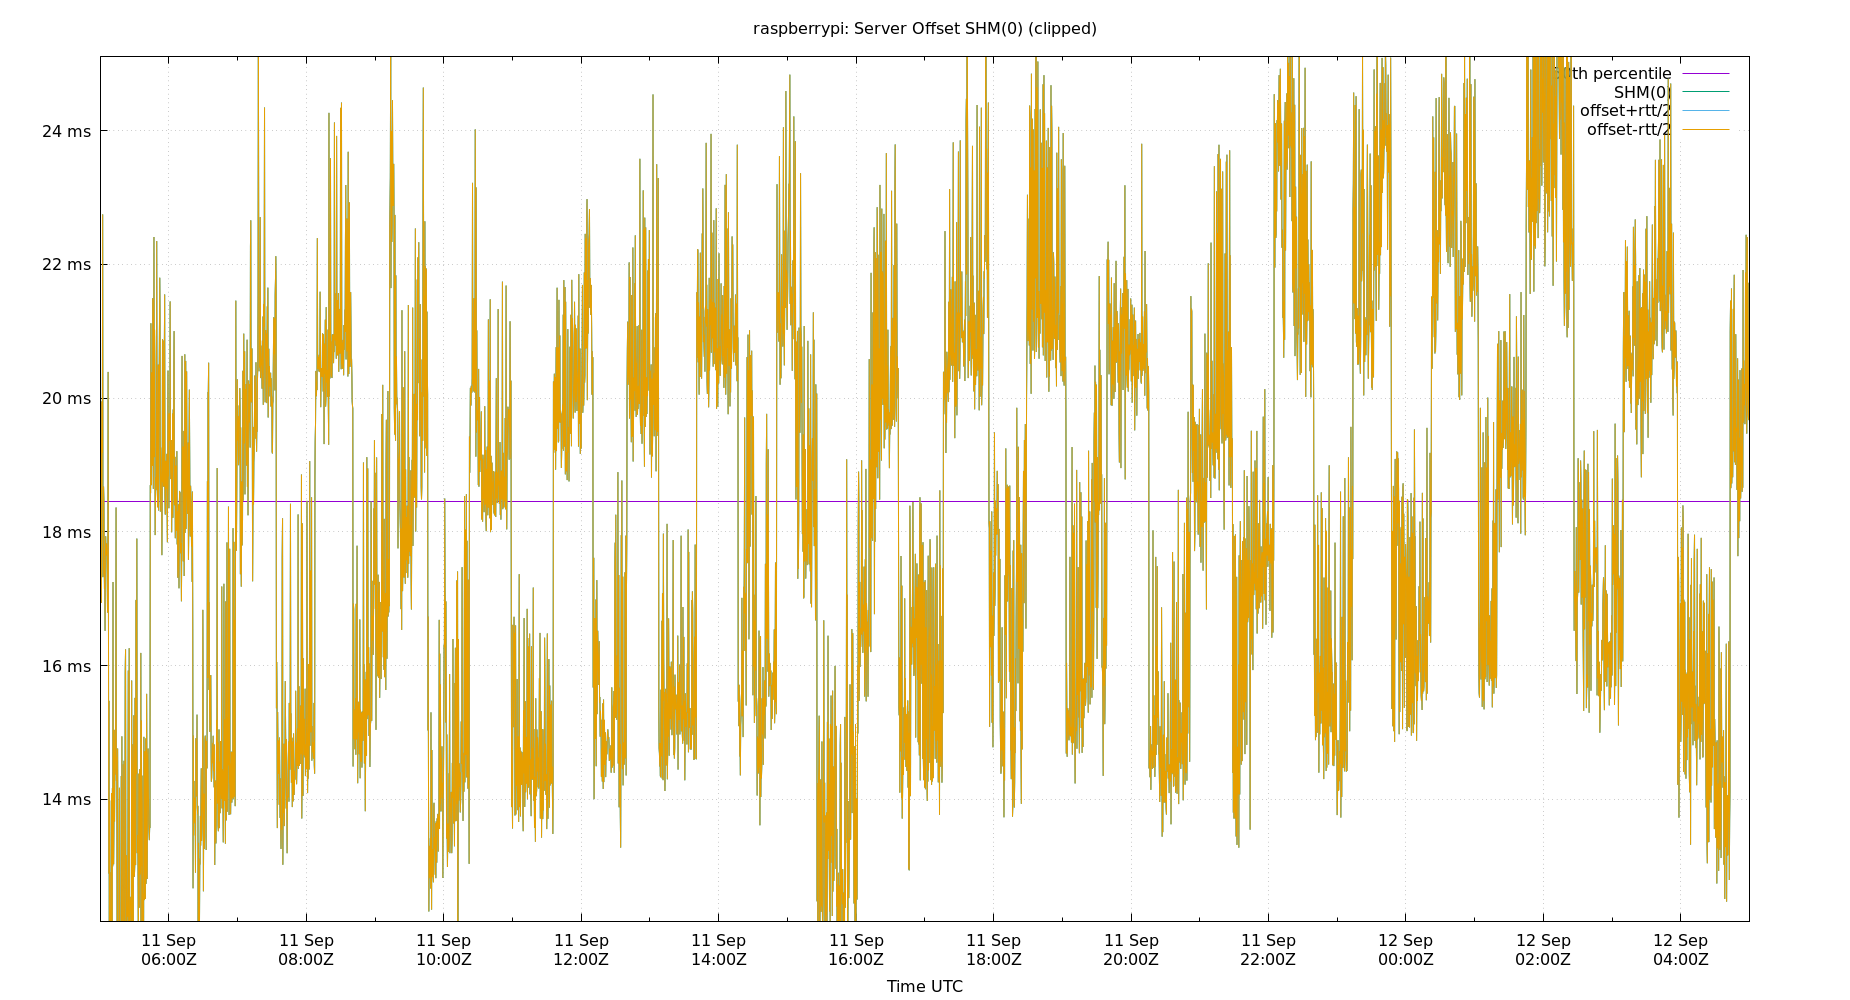 raspberrypi: Server Offset SHM(0) (clipped)
24 ms
22 ms
20 ms
18 ms
16 ms
14 ms
th percentile
SHM(0)
offset+rtt/2
offset-rtt/2
11 Sep 06:00Z
11 Sep 08:00Z
11 Sep 10:00Z
11 Sep 12:00Z
11 Sep 14:00Z
11 Sep 16:00Z
11 Sep 18:00Z
11 Sep 20:00Z
11 Sep 22:00Z
12 Sep 00:00Z
12 Sep 02:00Z
12 Sep 04:00Z
Time UTC